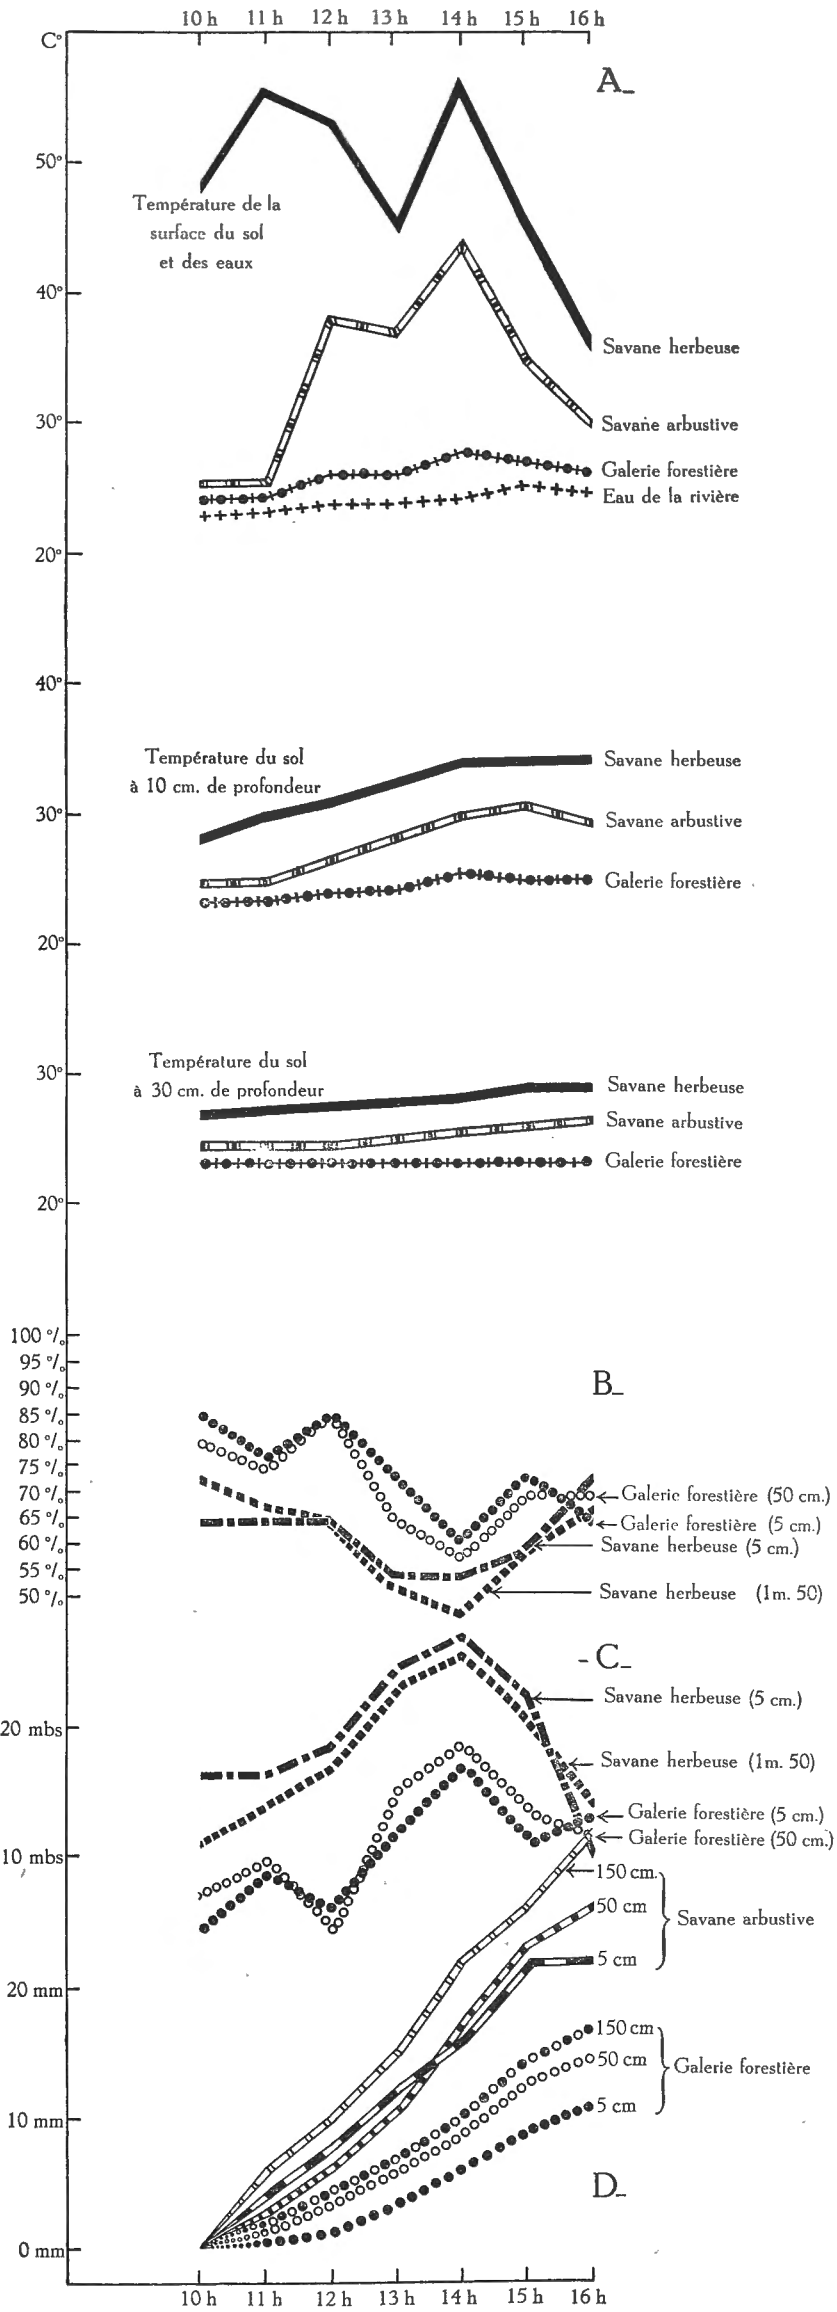 10 h 11 h 12 h 13 h 14 h 15 h 16 h
C°
A_
50°
Température de la
surface du sol
et des eaux
40°
Savane herbeuse
30°
Savane arbustive
Galerie forestière
Eau de la rivière
20°
40°
Température du sol
à 10 cm. de profondeur
Savane herbeuse
30°
Savane arbustive
Galerie forestière
20°
Température du sol
à 30 cm. de profondeur
30°
Savane herbeuse
Savane arbustive
Galerie forestière
20°
100 %
95 %
90 %
B_
85 %
80 %
75 %
70 %
Galerie forestière (50 cm.)
65 %
Galerie forestière (5 cm.)
60 %
Savane herbeuse (5 cm.)
55 %
50 %
Savane herbeuse (1m. 50)
- C_
Savane herbeuse (5 cm.)
20 mbs
Savane herbeuse (1m. 50)
Galerie forestière (5 cm.)
Galerie forestière (50 cm.)
10 mbs
150 cm.
50 cm
Savane arbustive
5 cm
20 mm
150 cm
50 cm
Galerie forestière
5 cm
10 mm
D_
0 mm
10 h 11 h 12 h 13 h 14 h 15 h 16 h